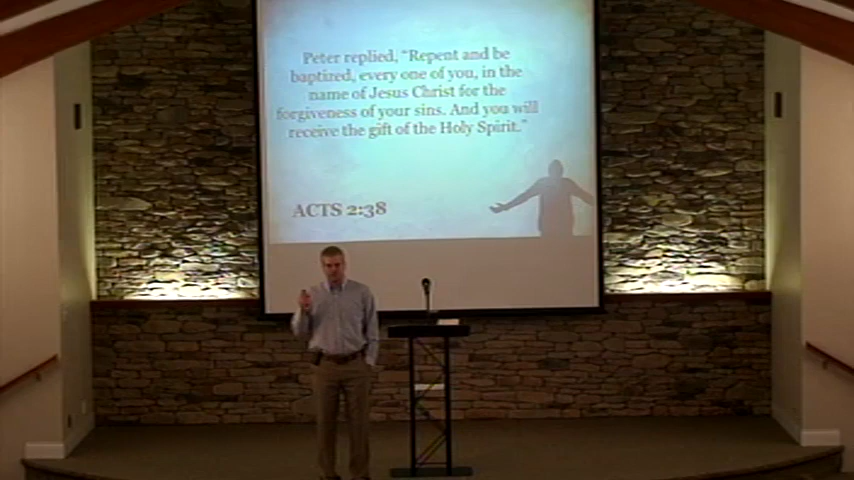 Peter replied, "Repent and be
baptized, every one of you, in the
name of Jesus Christ for the
forgiveness of your sins. And you will
receive the gift of the Holy Spirit."
ACTS 2:38